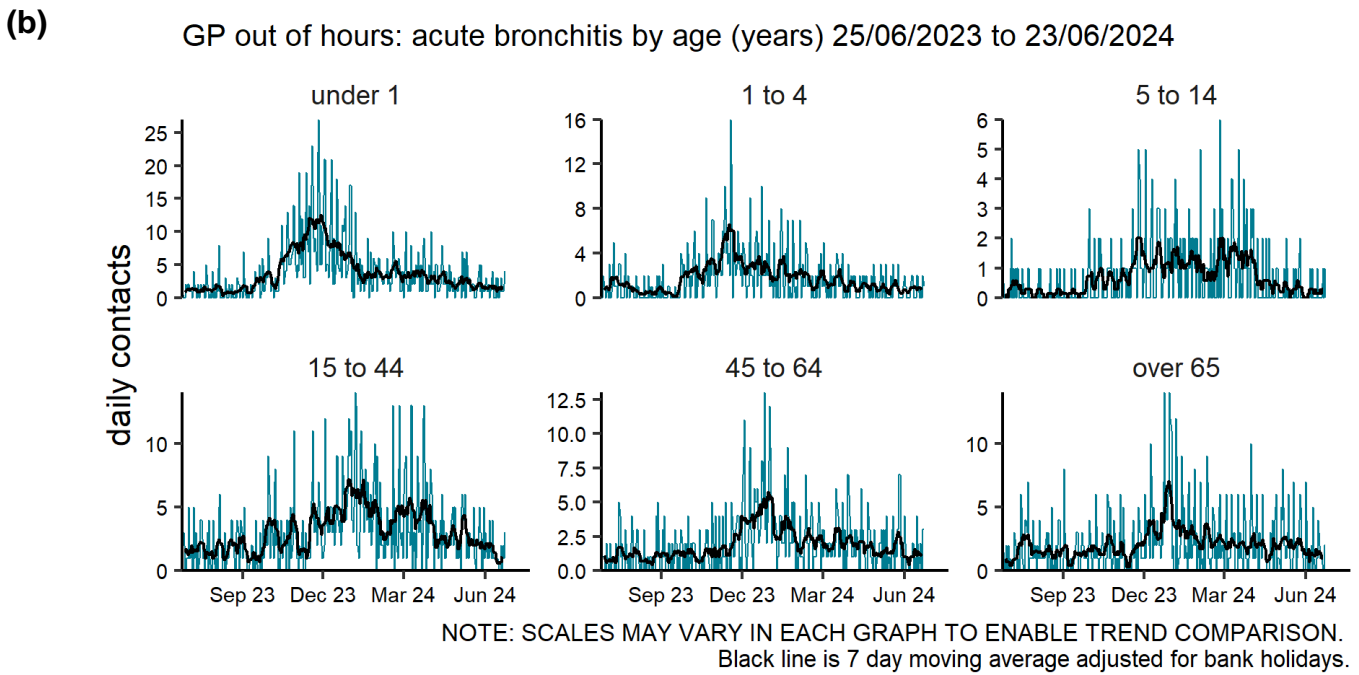 (b)
GP out of hours: acute bronchitis by age (years) 25/06/2023 to 23/06/2024
daily contacts
under 1
25
20
15
10
5
0
1 to 4
16
12
8
4
0
5 to 14
6
5
4
3
2
1
0
15 to 44
10
5
0
Sep 23 Dec 23 Mar 24 Jun 24
45 to 64
12.5
10.0
7.5
5.0
2.5
0.0
Sep 23 Dec 23 Mar 24 Jun 24
over 65
10
5
0
Sep 23 Dec 23 Mar 24 Jun 24
NOTE: SCALES MAY VARY IN EACH GRAPH TO ENABLE TREND COMPARISON.
Black line is 7 day moving average adjusted for bank holidays.